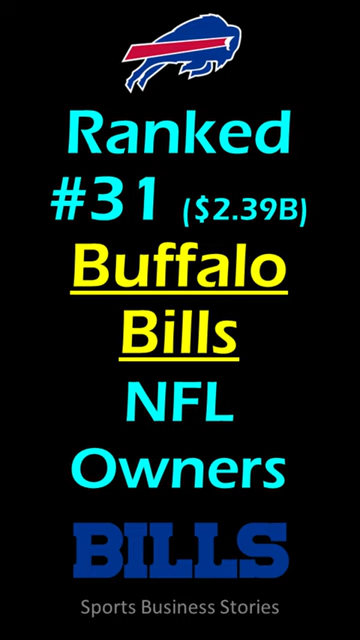 Ranked
#31 ($2.39B)
Buffalo
Bills
NFL
Owners
BILLS
Sports Business Stories